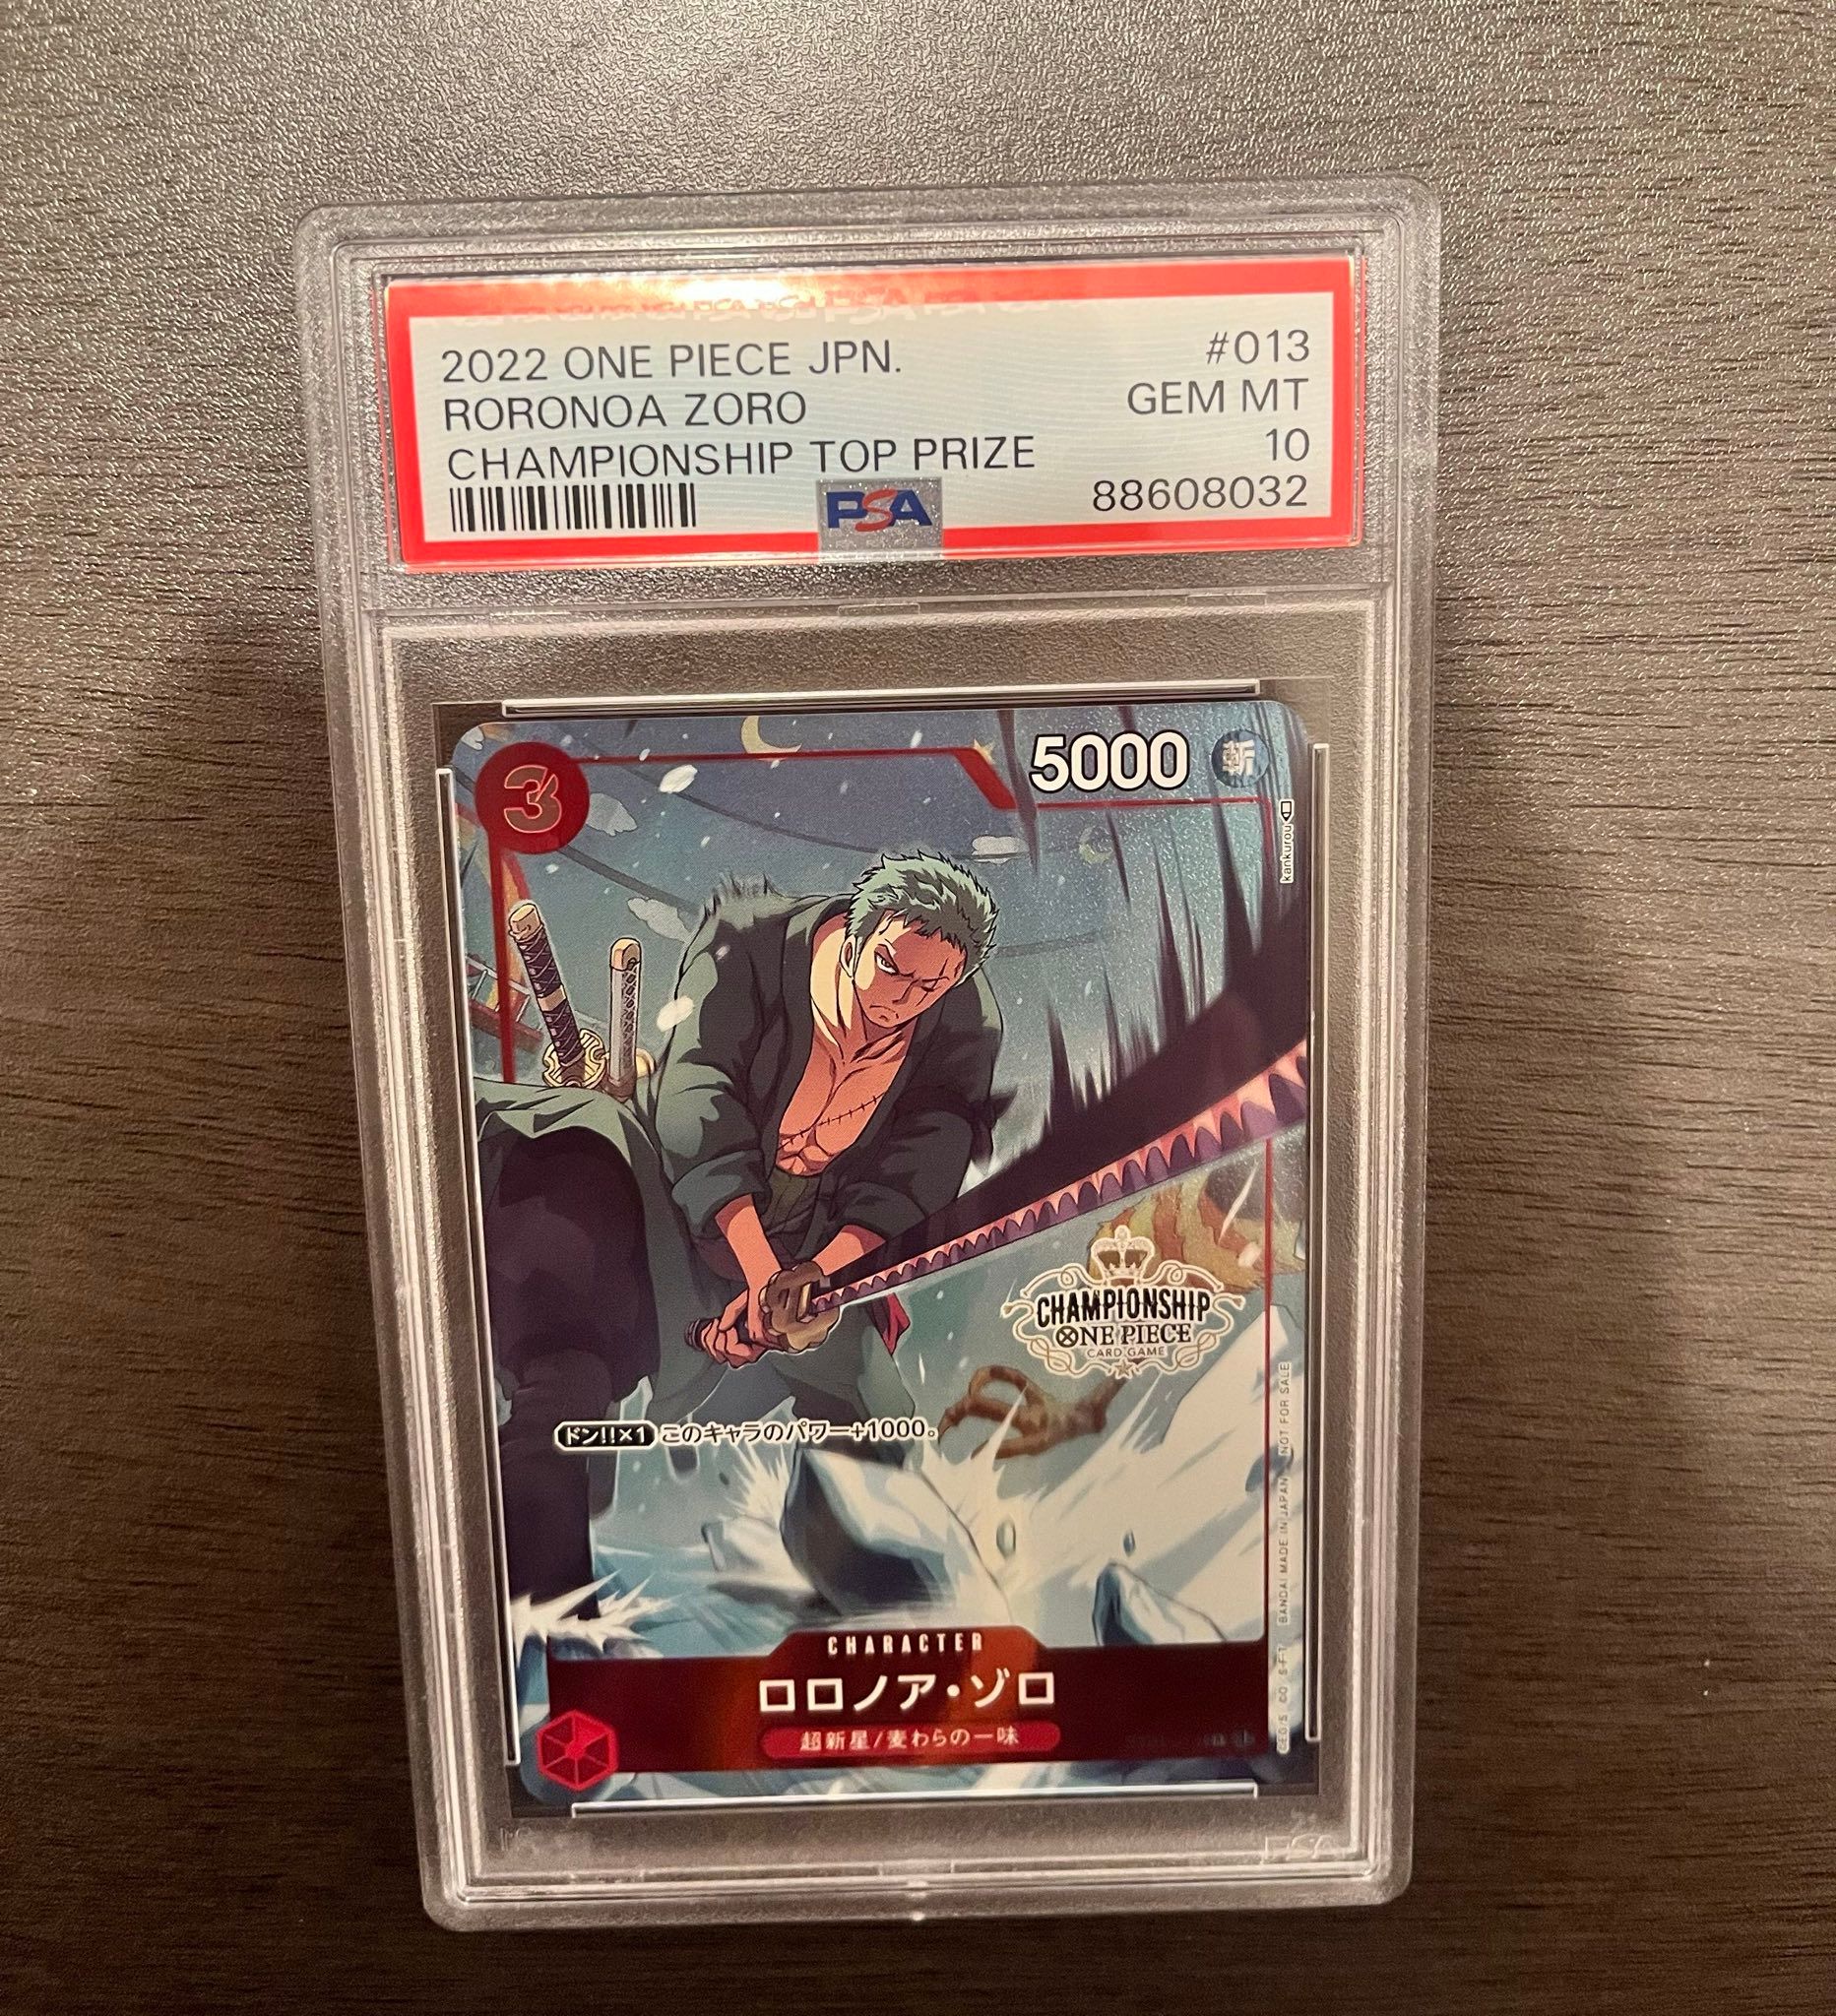 2022 ONE PIECE JPN.
#013
RORONOA ZORO
GEM MT
CHAMPIONSHIP TOP PRIZE
10
PSA
88608032
3
5000
斬
kankurou
CHAMPIONSHIP
ONE PIECE
CARD GAME
ドン!!×1 このキャラのパワー+1000。
BANDAI MADE IN JAPAN NOT FOR SALE
CHARACTER
ロロノア・ゾロ
超新星/麦わらの一味
PSA